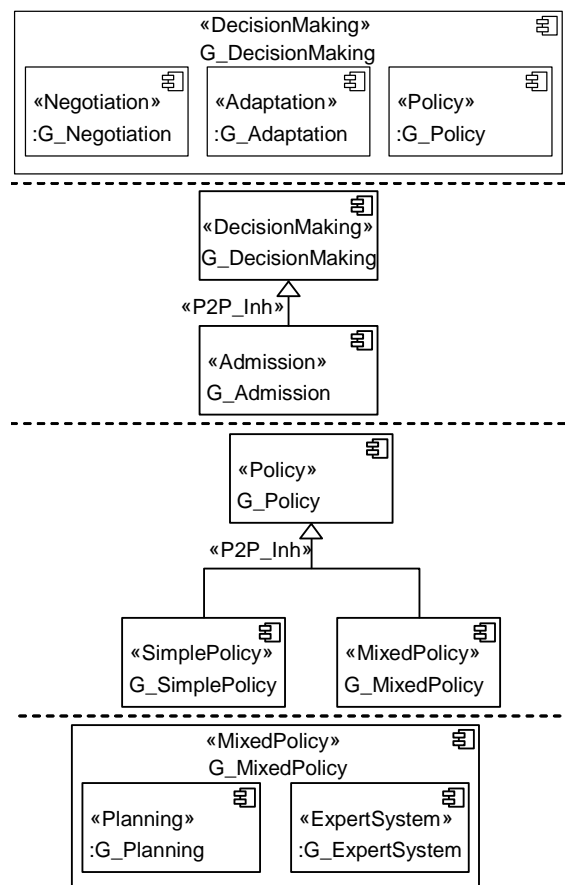 «DecisionMaking»
G_DecisionMaking
«Negotiation»
:G_Negotiation
«Adaptation»
:G_Adaptation
«Policy»
:G_Policy
«DecisionMaking»
G_DecisionMaking
«P2P_Inh»
«Admission»
G_Admission
«Policy»
G_Policy
«P2P_Inh»
«SimplePolicy»
G_SimplePolicy
«MixedPolicy»
G_MixedPolicy
«MixedPolicy»
G_MixedPolicy
«Planning»
:G_Planning
«ExpertSystem»
:G_ExpertSystem